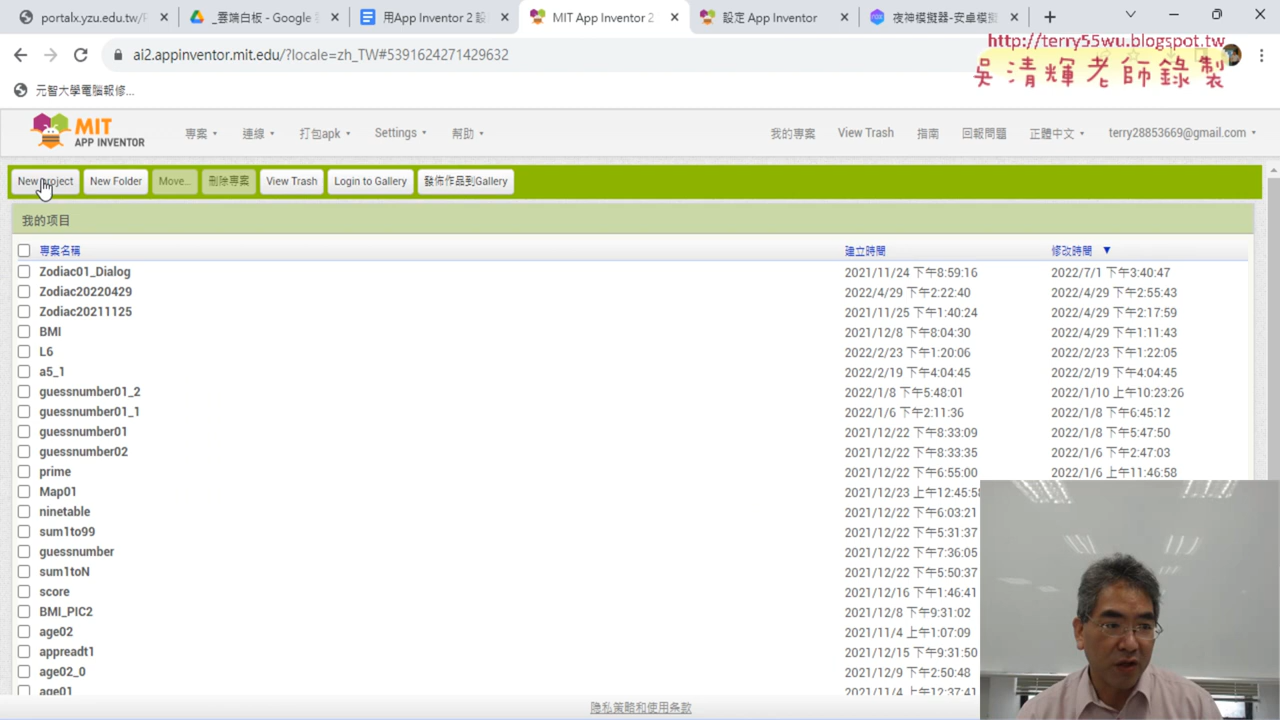 portalx.yzu.edu.tw/F
_雲端白板 - Google
用App Inventor 2 設
MIT App Inventor 2
設定 App Inventor
夜神模擬器-安卓模擬
ai2.appinventor.mit.edu/?locale=zh_TW#5391624271429632
http://terry55wu.blogspot.tw
吳清輝老師錄製
元智大學電腦報修...
MIT APP INVENTOR
專案 連線 打包apk Settings 幫助 我的專案 View Trash 指南 回報問題 正體中文 terry28853669@gmail.com
New project New Folder Move... 刪除專案 View Trash Login to Gallery 發佈作品到Gallery
我的项目
專案名稱 建立時間 修改時間 ▼
Zodiac01_Dialog 2021/11/24 下午8:59:16 2022/7/1 下午3:40:47
Zodiac20220429 2022/4/29 下午2:22:40 2022/4/29 下午2:55:43
Zodiac20211125 2021/11/25 下午1:40:24 2022/4/29 下午2:17:59
BMI 2021/12/8 下午8:04:30 2022/4/29 下午1:11:43
L6 2022/2/23 下午1:20:06 2022/2/23 下午1:22:05
a5_1 2022/2/19 下午4:04:45 2022/2/19 下午4:04:45
guessnumber01_2 2022/1/8 下午5:48:01 2022/1/10 上午10:23:26
guessnumber01_1 2022/1/6 下午2:11:36 2022/1/8 下午6:45:12
guessnumber01 2021/12/22 下午8:33:09 2022/1/8 下午5:47:50
guessnumber02 2021/12/22 下午8:33:35 2022/1/6 下午2:47:03
prime 2021/12/22 下午6:55:00 2022/1/6 上午11:46:58
Map01 2021/12/23 上午12:45:58
ninetable 2021/12/22 下午6:03:21
sum1to99 2021/12/22 下午5:31:37
guessnumber 2021/12/22 下午7:36:05
sum1toN 2021/12/22 下午5:50:37
score 2021/12/16 下午1:46:41
BMI_PIC2 2021/12/8 下午9:31:02
age02 2021/11/4 上午1:07:09
appreadt1 2021/12/15 下午9:31:50
age02_0 2021/12/9 下午2:50:48
age01 2021/11/4 上午12:37:41
隐私策略和使用条款